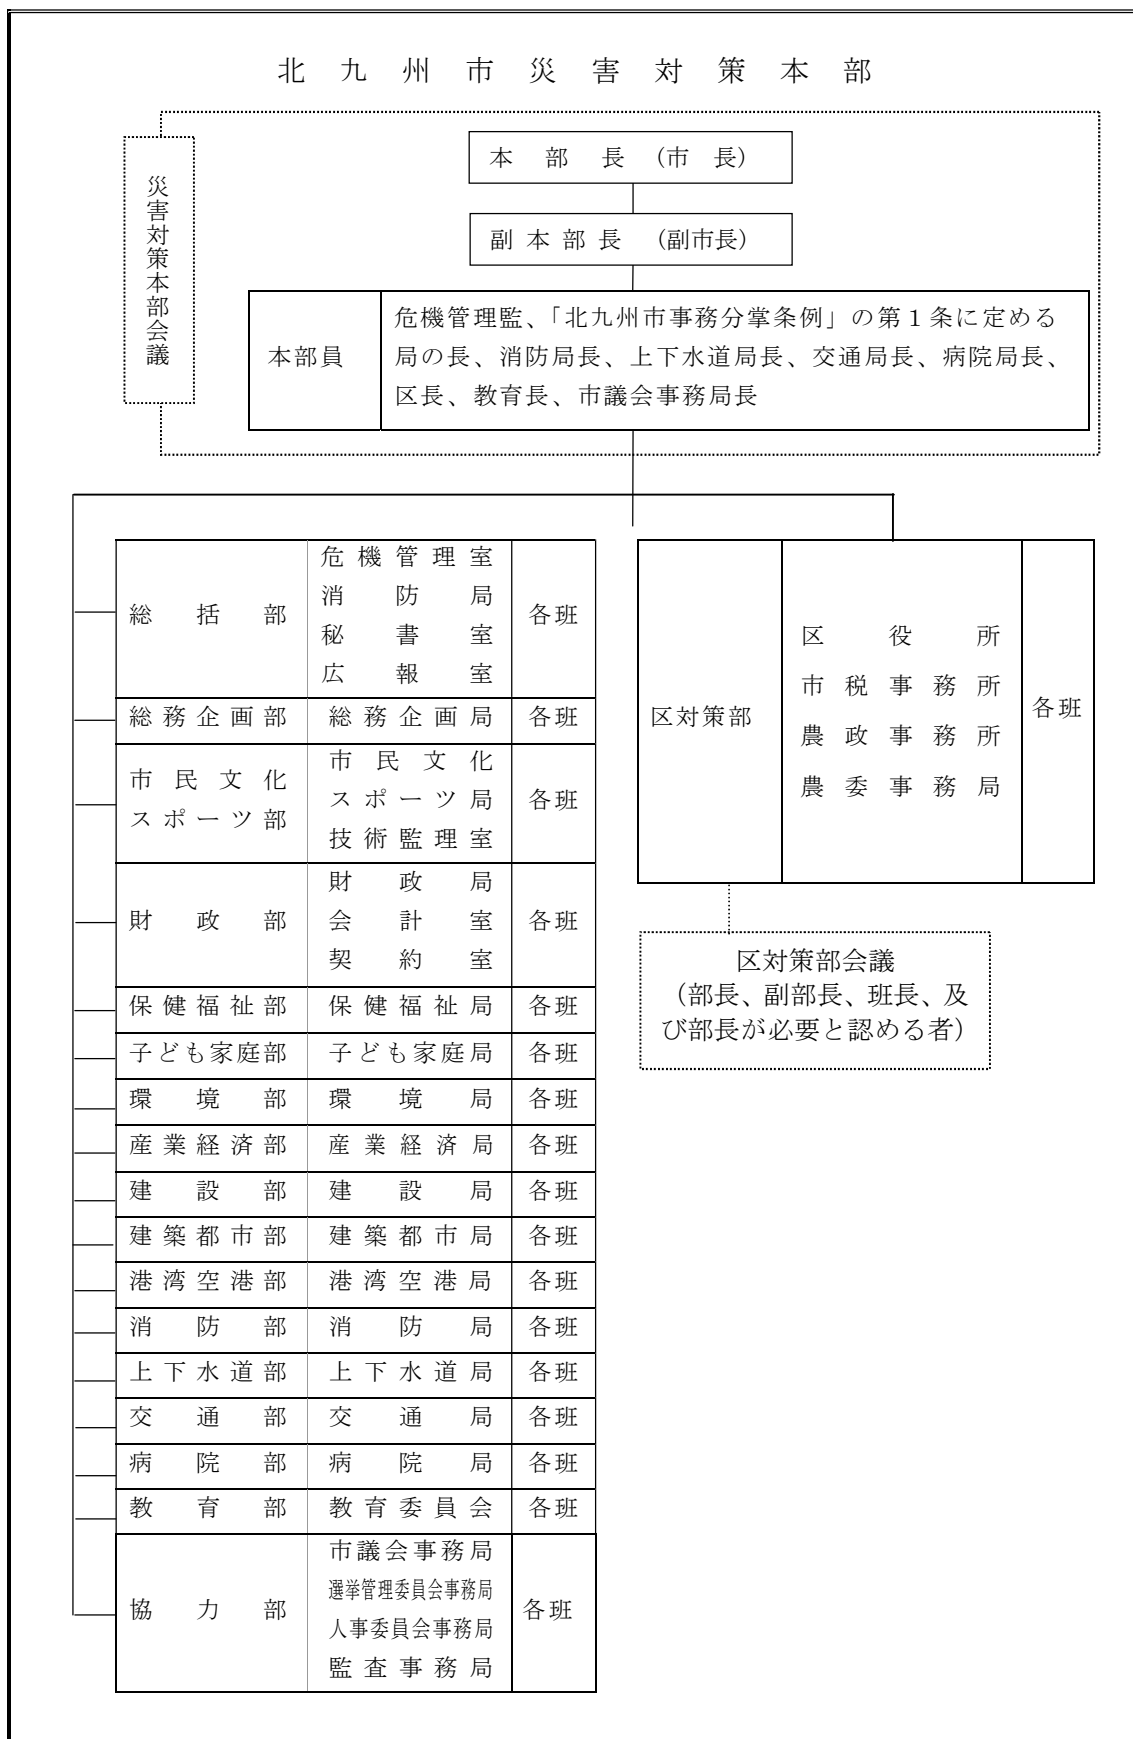 北九州市災害対策本部
災害対策本部会議
本部長（市長）
副本部長（副市長）
本部員
危機管理監、「北九州市事務分掌条例」の第１条に定める
局の長、消防局長、上下水道局長、交通局長、病院局長、
区長、教育長、市議会事務局長
総括部
危機管理室
消防局
秘書室
広報室
各班
総務企画部 総務企画局 各班
市民文化
スポーツ部
市民文化
スポーツ局
技術監理室
各班
財政部
財政局
会計室
契約室
各班
保健福祉部 保健福祉局 各班
子ども家庭部 子ども家庭局 各班
環境部 環境局 各班
産業経済部 産業経済局 各班
建設部 建設局 各班
建築都市部 建築都市局 各班
港湾空港部 港湾空港局 各班
消防部 消防局 各班
上下水道部 上下水道局 各班
交通部 交通局 各班
病院部 病院局 各班
教育部 教育委員会 各班
協力部
市議会事務局
選挙管理委員会事務局
人事委員会事務局
監査事務局
各班
区対策部
区役所
市税事務所
農政事務所
農委事務局
各班
区対策部会議
（部長、副部長、班長、及
び部長が必要と認める者）